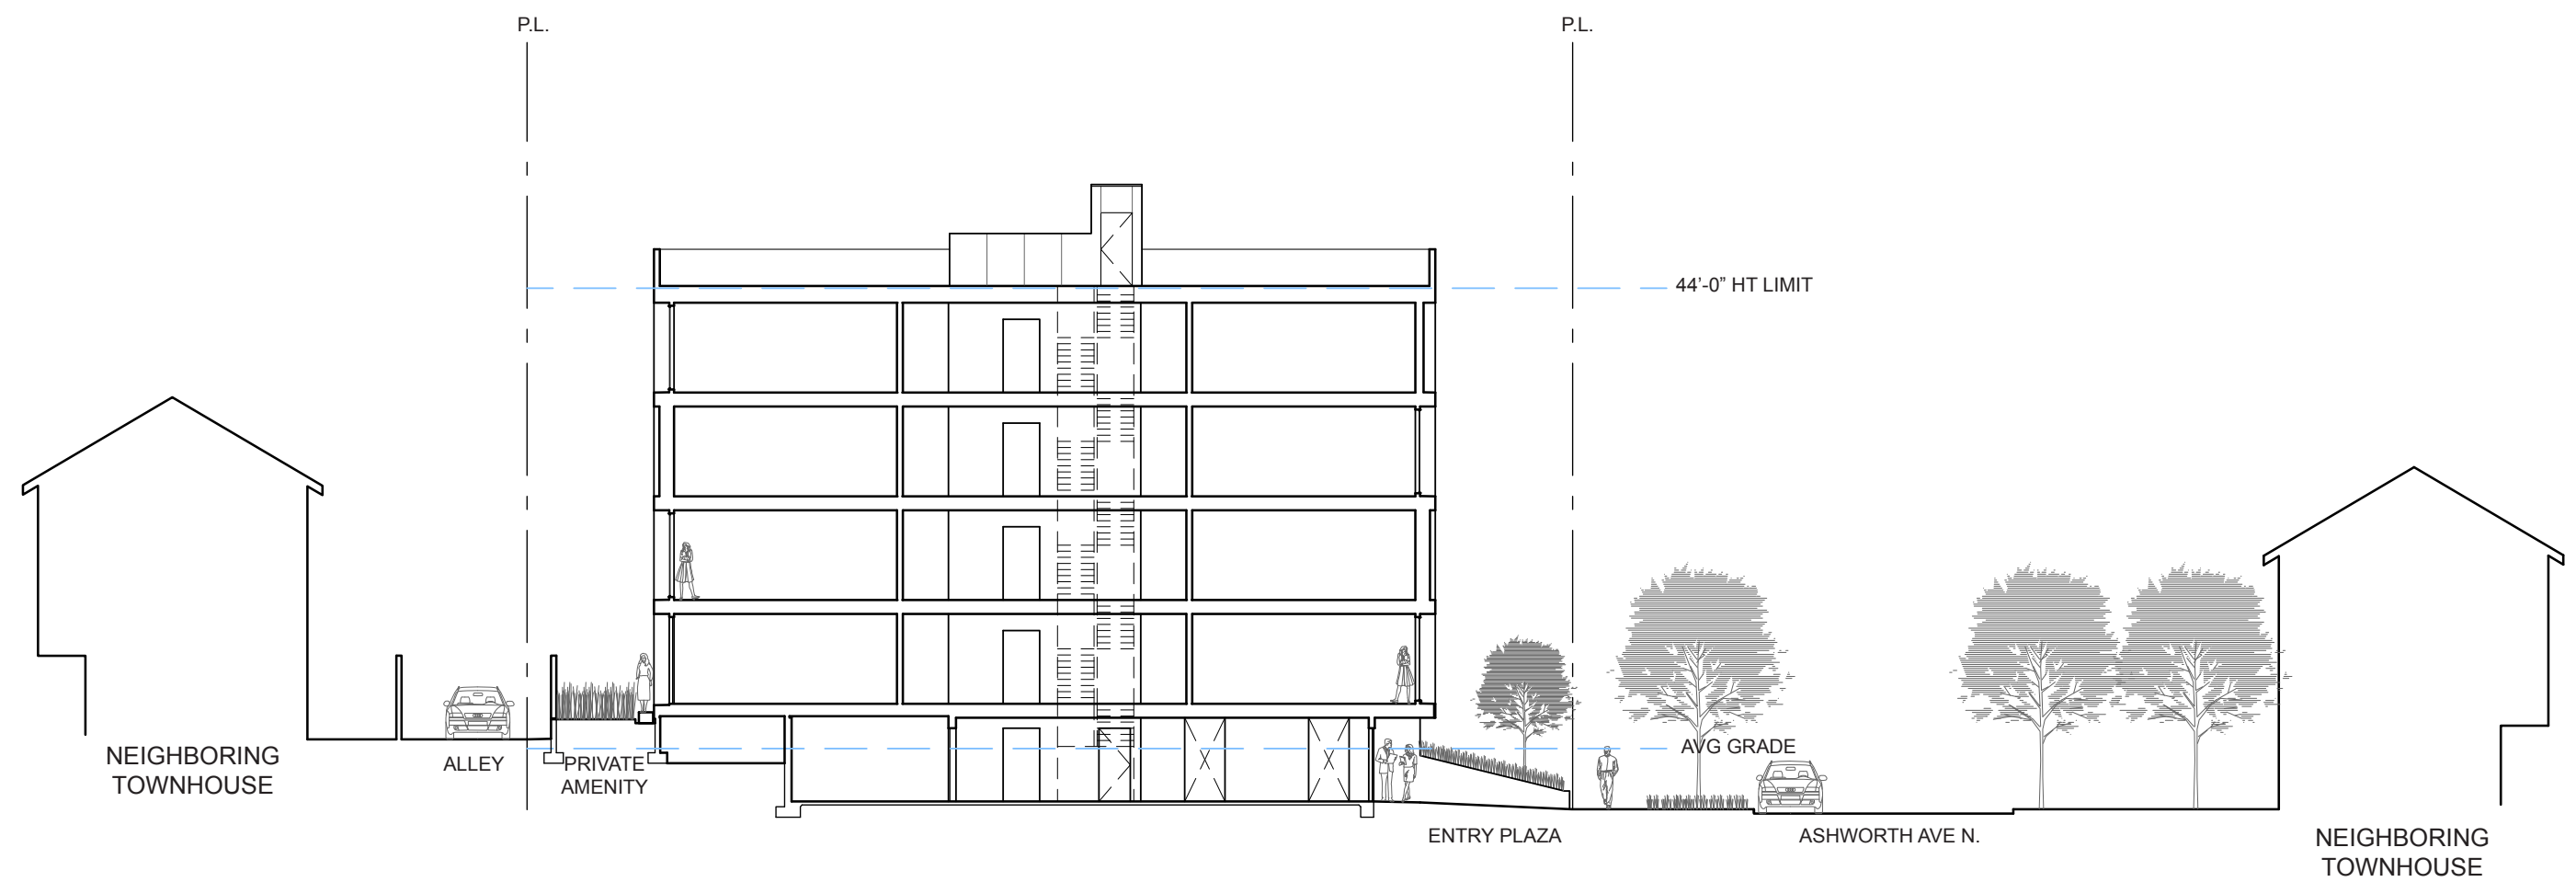 P.L.
P.L.
44'-0" HT LIMIT
AVG GRADE
NEIGHBORING
TOWNHOUSE
ALLEY
PRIVATE
AMENITY
ENTRY PLAZA
ASHWORTH AVE N.
NEIGHBORING
TOWNHOUSE